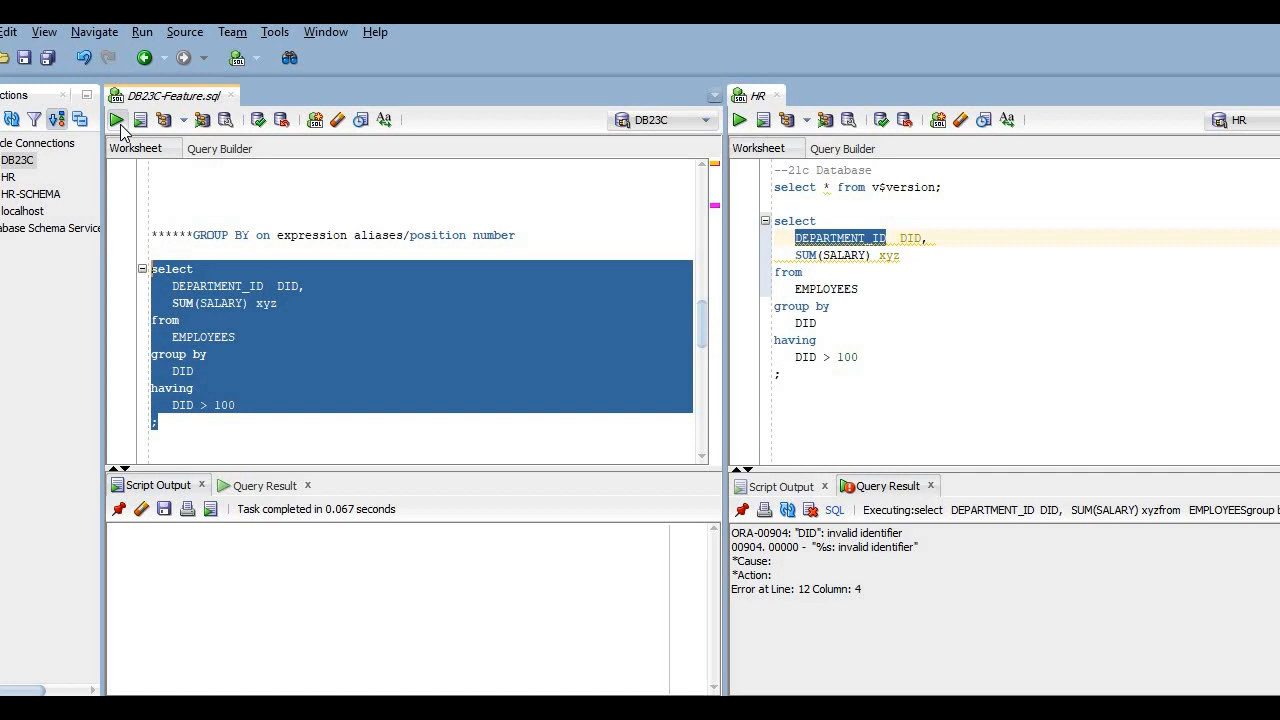 Edit View Navigate Run Source Team Tools Window Help
ctions
DB23C-Feature.sql
HR
DB23C
HR
cle Connections
DB23C
HR
HR-SCHEMA
localhost
abase Schema Service
Worksheet Query Builder
******GROUP BY on expression aliases/position number
select
DEPARTMENT_ID DID,
SUM(SALARY) xyz
from
EMPLOYEES
group by
DID
having
DID > 100
;
Script Output Query Result
Task completed in 0.067 seconds
Worksheet Query Builder
--21c Database
select * from v$version;
select
DEPARTMENT_ID DID,
SUM(SALARY) xyz
from
EMPLOYEES
group by
DID
having
DID > 100
;
Script Output Query Result
SQL Executing:select DEPARTMENT_ID DID, SUM(SALARY) xyzfrom EMPLOYEESgroup b
ORA-00904: "DID": invalid identifier
00904. 00000 - "%s: invalid identifier"
*Cause:
*Action:
Error at Line: 12 Column: 4